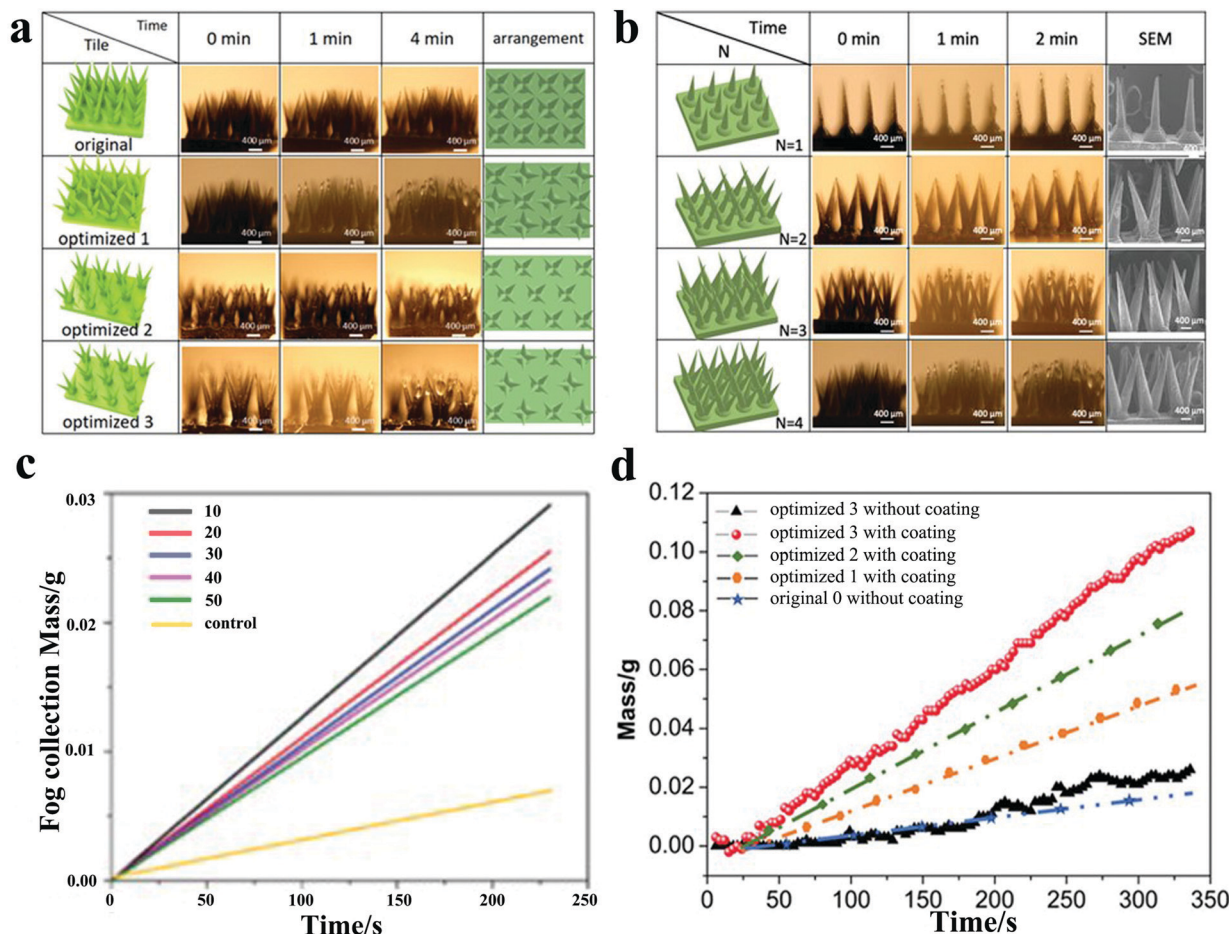 a
Time
Tile
0 min
1 min
4 min
arrangement
original
400 μm
400 μm
400 μm
optimized 1
400 μm
400 μm
400 μm
optimized 2
400 μm
400 μm
400 μm
optimized 3
400 μm
400 μm
400 μm
b
Time
N
0 min
1 min
2 min
SEM
N=1
400 μm
400 μm
400 μm
N=2
400 μm
400 μm
400 μm
400 μm
N=3
400 μm
400 μm
400 μm
400 μm
N=4
400 μm
400 μm
400 μm
400 μm
c
Fog collection Mass/g
0.03
0.02
0.01
0.00
10
20
30
40
50
control
0
50
100
150
200
250
Time/s
d
Mass/g
0.12
0.10
0.08
0.06
0.04
0.02
0.00
optimized 3 without coating
optimized 3 with coating
optimized 2 with coating
optimized 1 with coating
original 0 without coating
0
50
100
150
200
250
300
350
Time/s